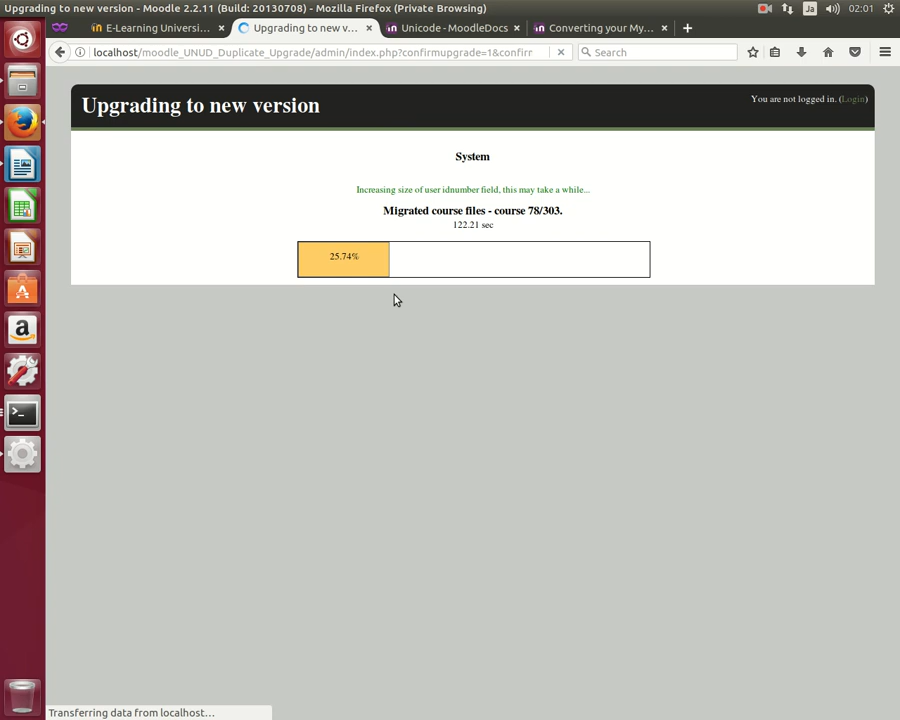 Upgrading to new version - Moodle 2.2.11 (Build: 20130708) - Mozilla Firefox (Private Browsing)
Ja
02:01
E-Learning Universi...
Upgrading to new v...
Unicode - MoodleDocs
Converting your My...
localhost/moodle_UNUD_Duplicate_Upgrade/admin/index.php?confirmupgrade=1&confirr
Search
Upgrading to new version
You are not logged in. (Login)
System
Increasing size of user idnumber field, this may take a while...
Migrated course files - course 78/303.
122.21 sec
25.74%
Transferring data from localhost...